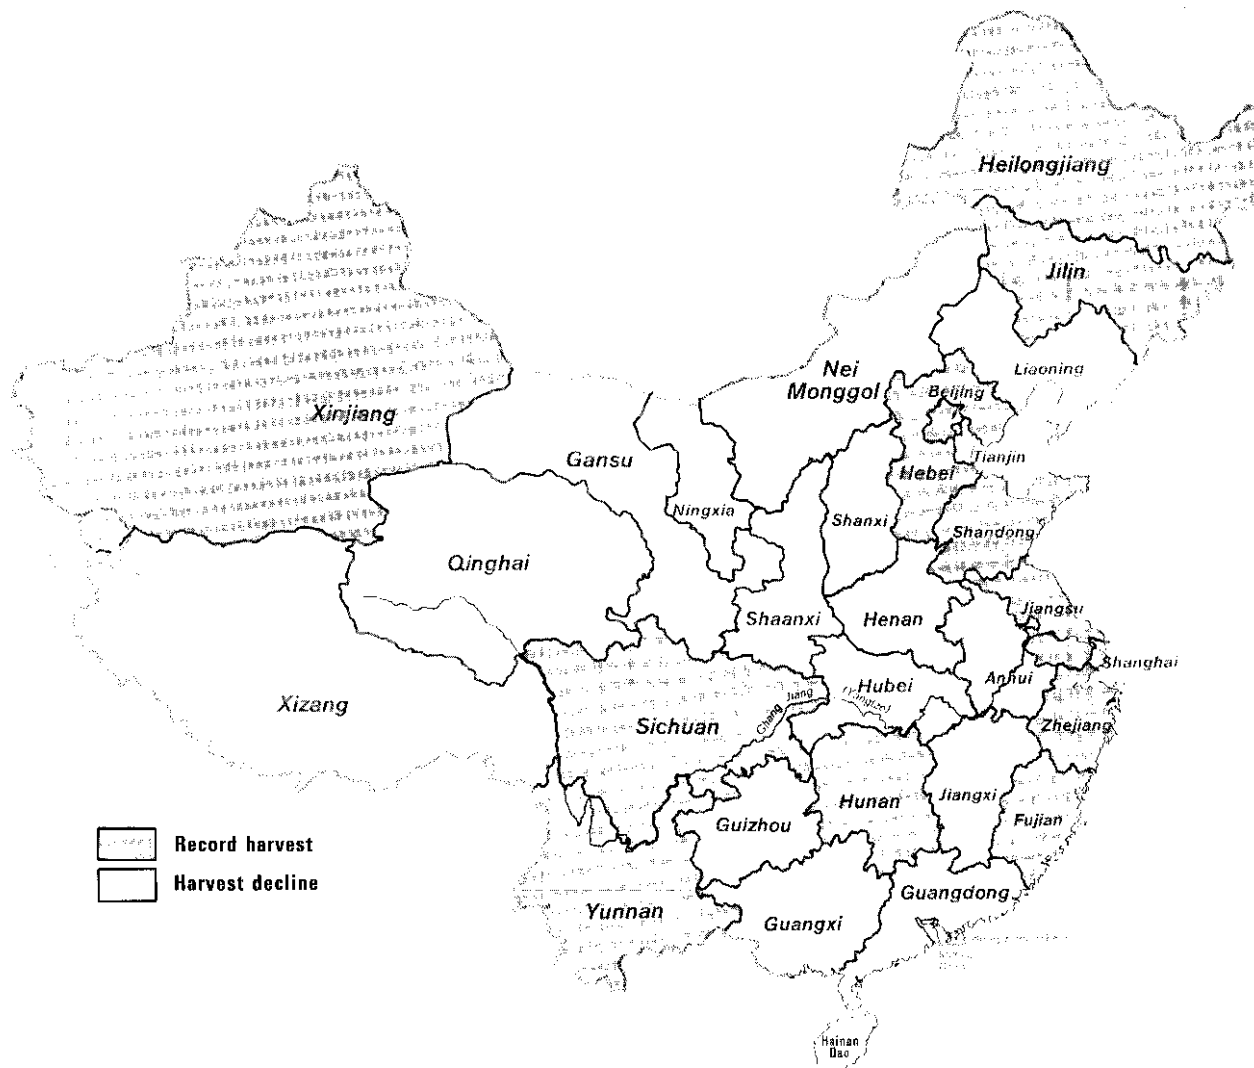 Heilongjiang
Jilin
Nei
Monggol
Liaoning
Beijing
Xinjiang
Tianjin
Gansu
Hebei
Ningxia
Shanxi
Shandong
Qinghai
Jiangsu
Shaanxi
Henan
Shanghai
Anhui
Hubei
Chang Jiang
(Yangtze)
Xizang
Sichuan
Zhejiang
Jiangxi
Hunan
Fujian
Guizhou
Record harvest
Harvest decline
Guangdong
Yunnan
Guangxi
Hainan
Dao